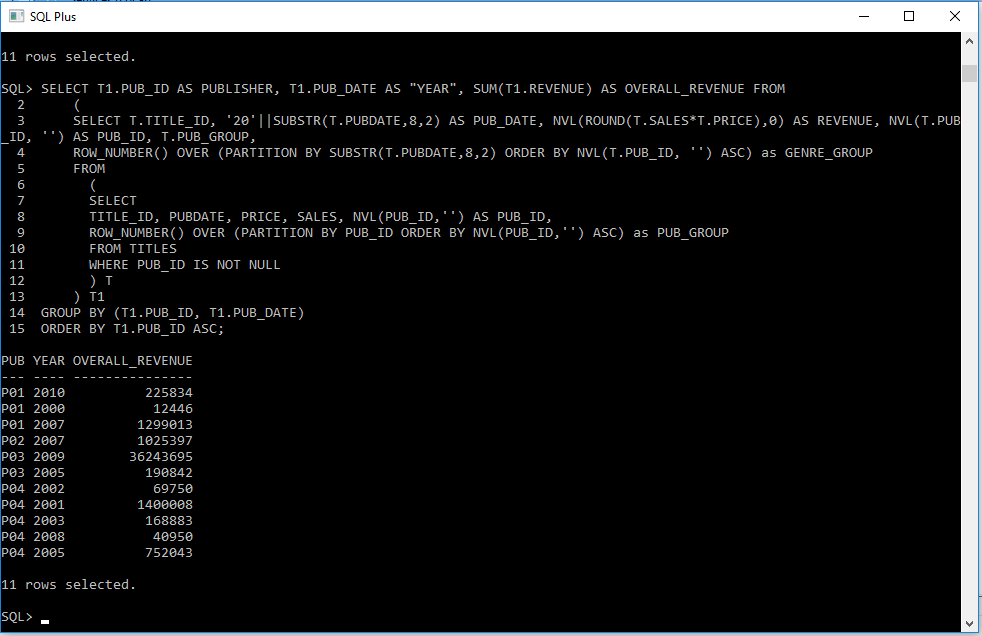 SQL Plus
11 rows selected.
SQL> SELECT T1.PUB_ID AS PUBLISHER, T1.PUB_DATE AS "YEAR", SUM(T1.REVENUE) AS OVERALL_REVENUE FROM
2 (
3 SELECT T.TITLE_ID, '20'||SUBSTR(T.PUBDATE,8,2) AS PUB_DATE, NVL(ROUND(T.SALES*T.PRICE),0) AS REVENUE, NVL(T.PUB
_ID, '') AS PUB_ID, T.PUB_GROUP,
4 ROW_NUMBER() OVER (PARTITION BY SUBSTR(T.PUBDATE,8,2) ORDER BY NVL(T.PUB_ID, '') ASC) as GENRE_GROUP
5 FROM
6 (
7 SELECT
8 TITLE_ID, PUBDATE, PRICE, SALES, NVL(PUB_ID,'') AS PUB_ID,
9 ROW_NUMBER() OVER (PARTITION BY PUB_ID ORDER BY NVL(PUB_ID,'') ASC) as PUB_GROUP
10 FROM TITLES
11 WHERE PUB_ID IS NOT NULL
12 ) T
13 ) T1
14 GROUP BY (T1.PUB_ID, T1.PUB_DATE)
15 ORDER BY T1.PUB_ID ASC;
PUB YEAR OVERALL_REVENUE
--- ---- ---------------
P01 2010 225834
P01 2000 12446
P01 2007 1299013
P02 2007 1025397
P03 2009 36243695
P03 2005 190842
P04 2002 69750
P04 2001 1400008
P04 2003 168883
P04 2008 40950
P04 2005 752043
11 rows selected.
SQL>